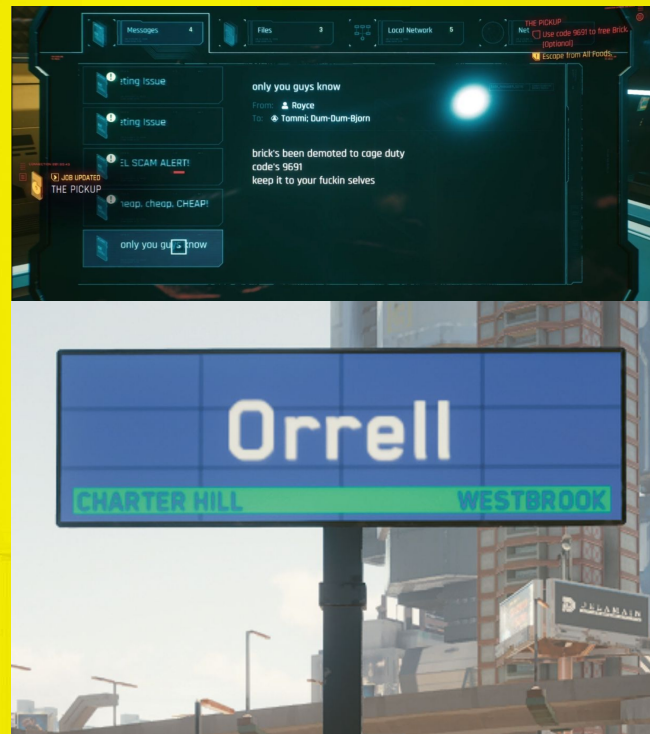 Messages 4
Files 3
Local Network 5
Net
THE PICKUP
Use code 9691 to free Brick.
(Optional)
Escape from All Foods.
eting Issue
eting Issue
EL SCAM ALERT!
heap, cheap, CHEAP!
only you guys know
JOB UPDATED
THE PICKUP
only you guys know
From: Royce
To: Tommi; Dum-Dum-Bjorn
brick's been demoted to cage duty
code's 9691
keep it to your fuckin selves
Orrell
CHARTER HILL WESTBROOK
DELAMAIN